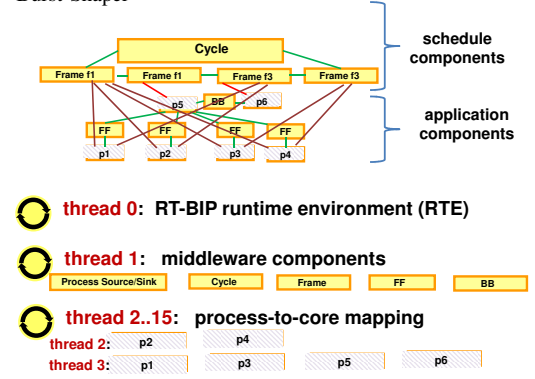 Burst Shaper
Cycle
schedule
components
Frame f1
Frame f1
Frame f3
Frame f3
p5
BB
p6
application
components
FF
FF
FF
FF
p1
p2
p3
p4
thread 0: RT-BIP runtime environment (RTE)
thread 1: middleware components
Process Source/Sink
Cycle
Frame
FF
BB
thread 2..15: process-to-core mapping
thread 2: p2 p4
thread 3: p1 p3 p5 p6